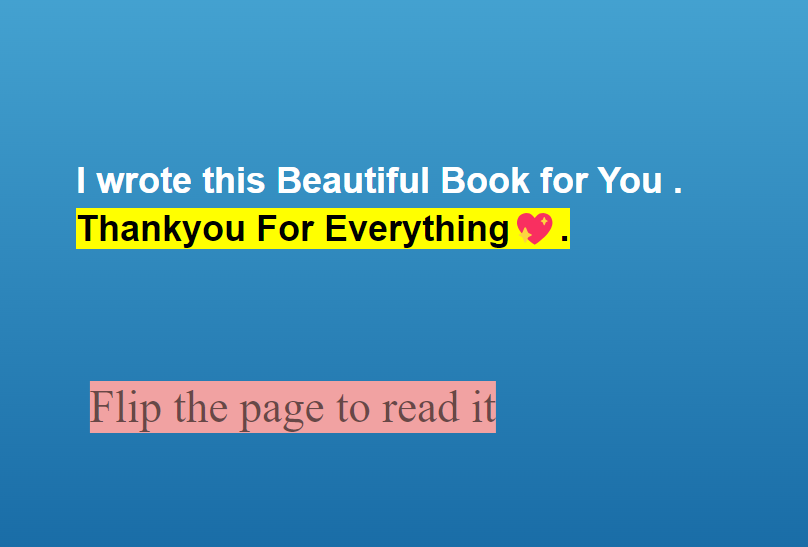 I wrote this Beautiful Book for You .
Thankyou For Everything💖.
Flip the page to read it